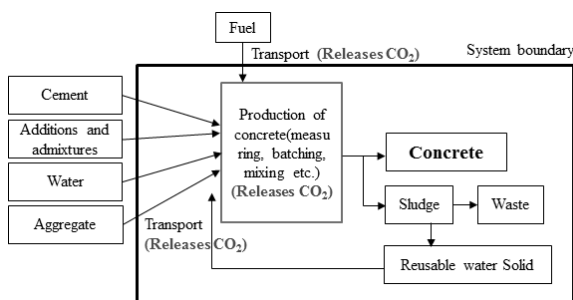 Fuel
Transport (Releases CO₂)
System boundary
Cement
Additions and
admixtures
Water
Aggregate
Production of
concrete(measu
ring, batching,
mixing etc.)
(Releases CO₂)
Transport
(Releases CO₂)
Concrete
Sludge
Waste
Reusable water Solid